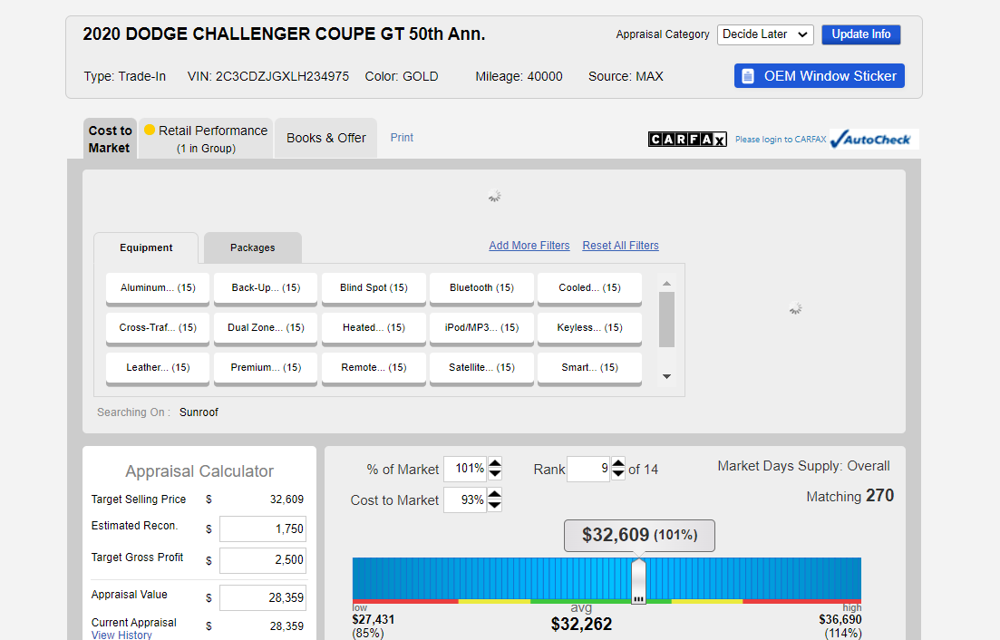 2020 DODGE CHALLENGER COUPE GT 50th Ann.
Appraisal Category Decide Later Update Info
Type: Trade-In VIN: 2C3CDZJGXLH234975 Color: GOLD Mileage: 40000 Source: MAX
OEM Window Sticker
Cost to Market
Retail Performance (1 in Group)
Books & Offer
Print
CARFAX Please login to CARFAX AutoCheck
Equipment Packages Add More Filters Reset All Filters
Aluminum... (15) Back-Up... (15) Blind Spot (15) Bluetooth (15) Cooled... (15)
Cross-Traf... (15) Dual Zone... (15) Heated... (15) iPod/MP3... (15) Keyless... (15)
Leather... (15) Premium... (15) Remote... (15) Satellite... (15) Smart... (15)
Searching On : Sunroof
Appraisal Calculator
Target Selling Price $ 32,609
Estimated Recon. $ 1,750
Target Gross Profit $ 2,500
Appraisal Value $ 28,359
Current Appraisal $ 28,359
View History
% of Market 101% Rank 9 of 14 Market Days Supply: Overall
Cost to Market 93% Matching 270
$32,609 (101%)
low avg high
$27,431 $32,262 $36,690
(85%) (114%)